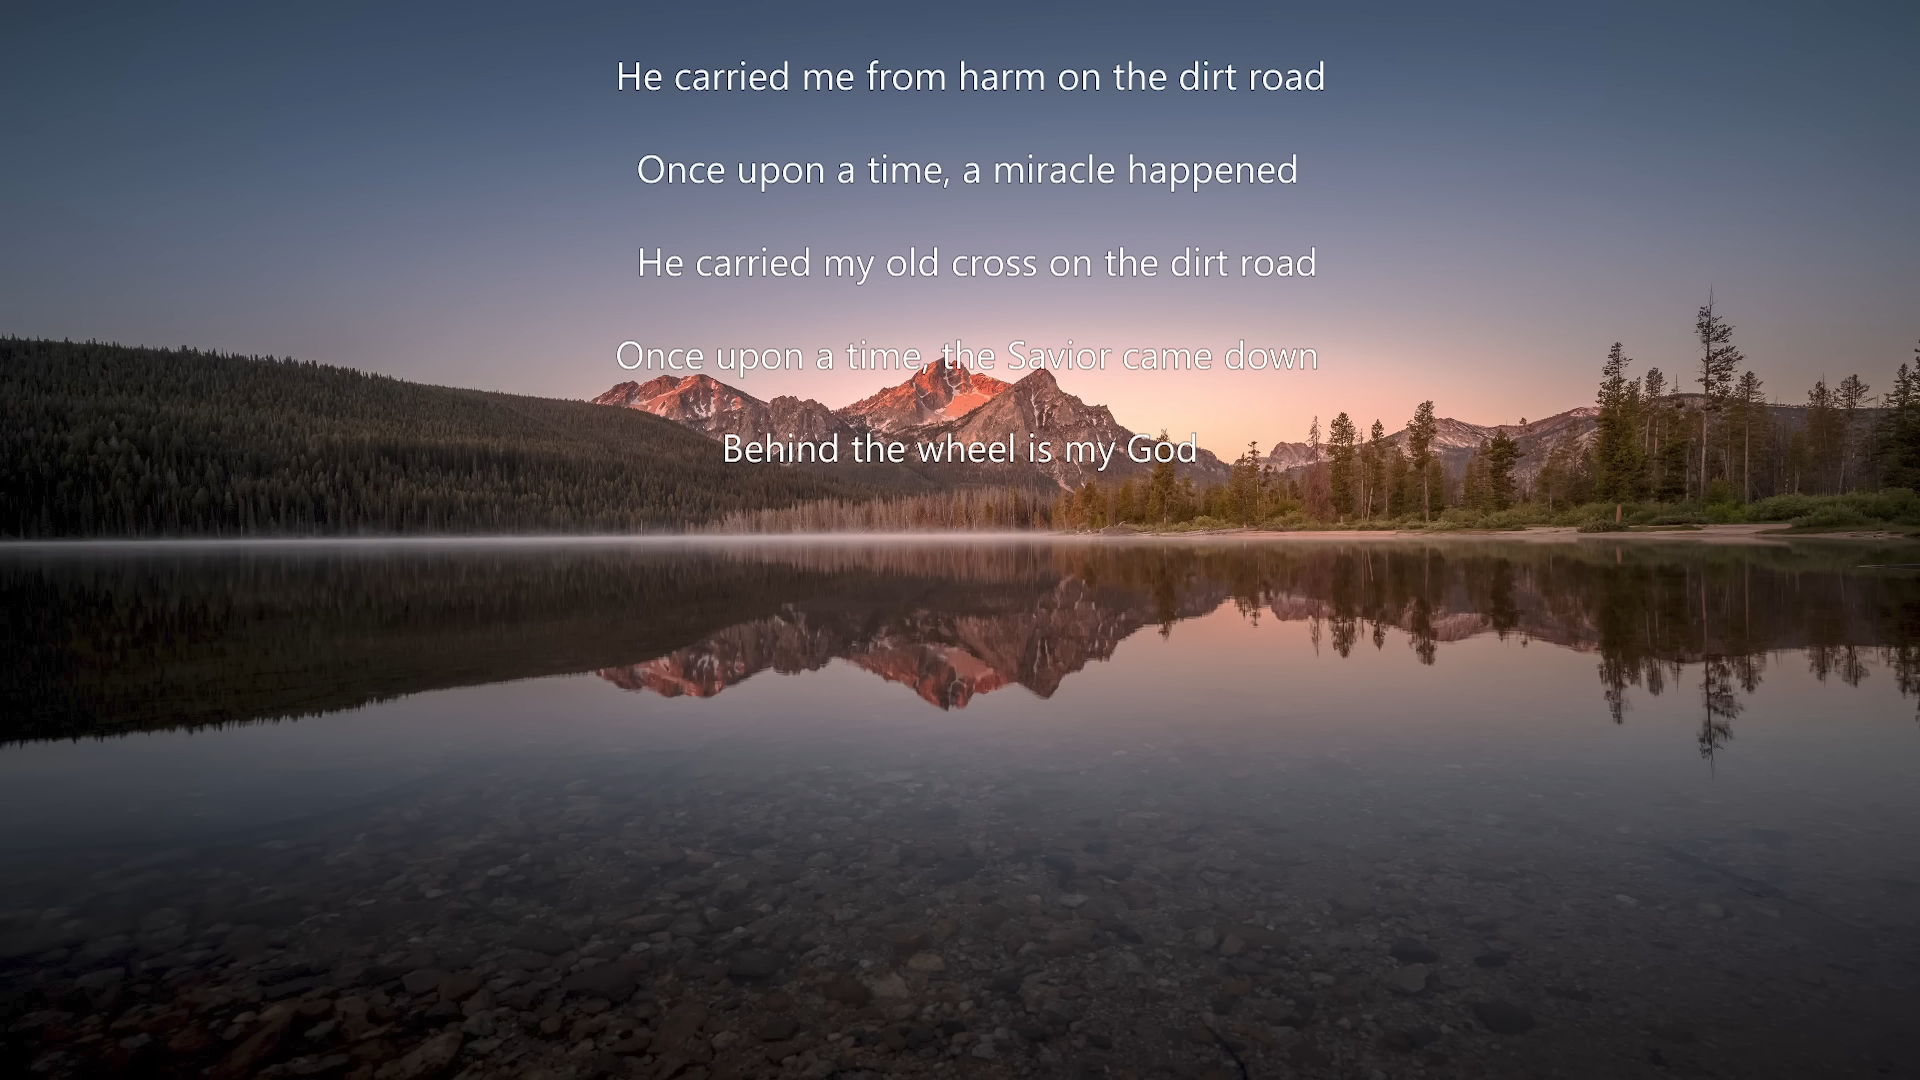 He carried me from harm on the dirt road
Once upon a time, a miracle happened
He carried my old cross on the dirt road
Once upon a time, the Savior came down
Behind the wheel is my God